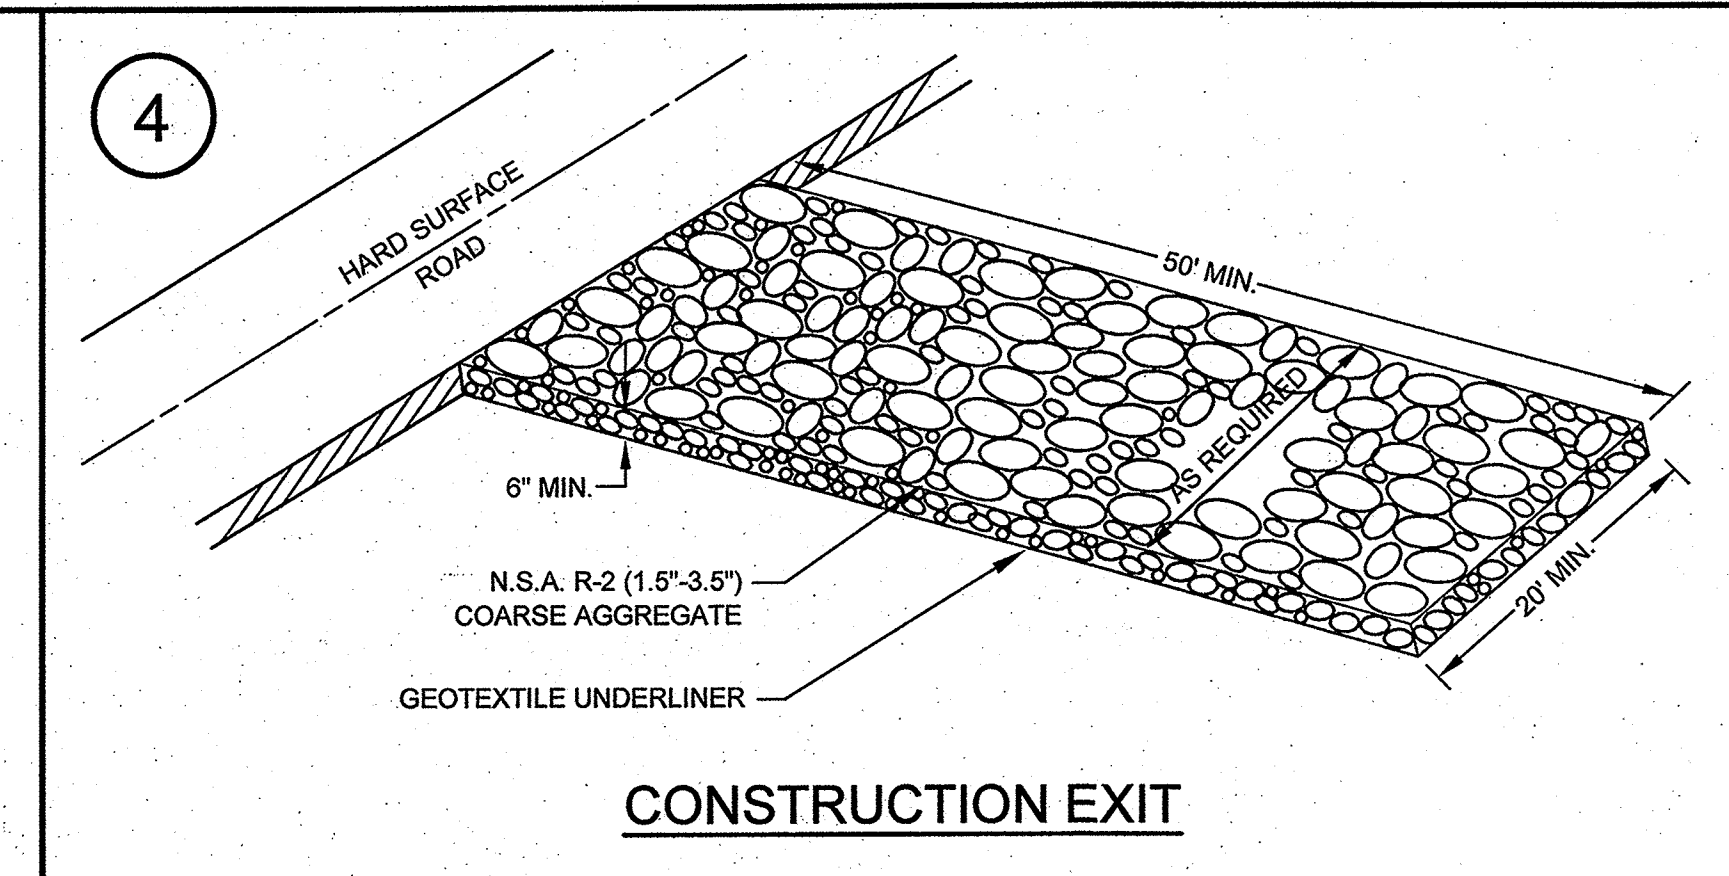 4
HARD SURFACE
ROAD
50' MIN.
AS REQUIRED
6" MIN.
20' MIN.
N.S.A. R-2 (1.5"-3.5")
COARSE AGGREGATE
GEOTEXTILE UNDERLINER
CONSTRUCTION EXIT